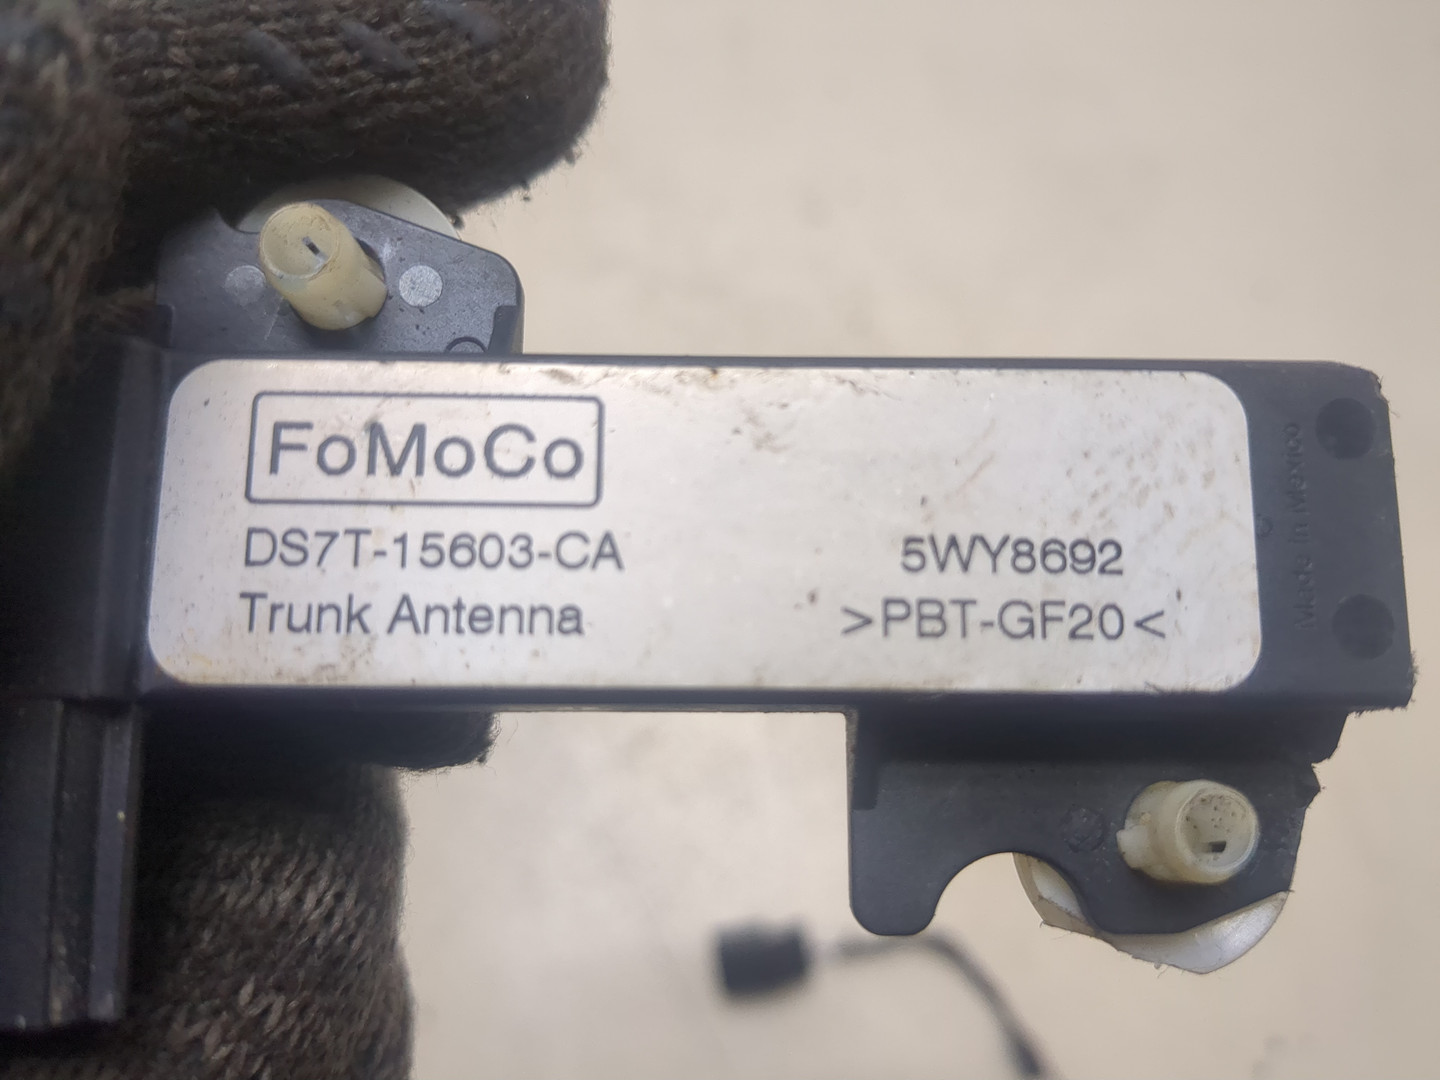 FoMoCo
DS7T-15603-CA
Trunk Antenna
5WY8692
>PBT-GF20<
Made in Mexico